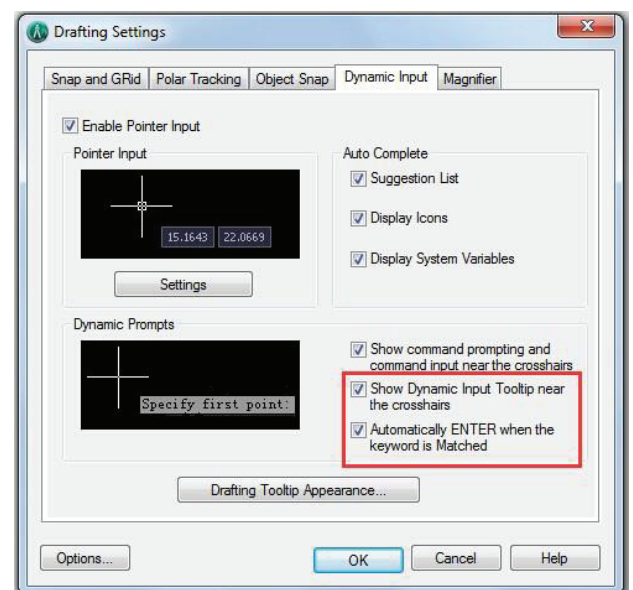 Drafting Settings
Snap and GRid Polar Tracking Object Snap Dynamic Input Magnifier
Enable Pointer Input
Pointer Input
15.1643 22.0669
Settings
Auto Complete
Suggestion List
Display Icons
Display System Variables
Dynamic Prompts
Specify first point:
Show command prompting and
command input near the crosshairs
Show Dynamic Input Tooltip near
the crosshairs
Automatically ENTER when the
keyword is Matched
Drafting Tooltip Appearance...
Options... OK Cancel Help